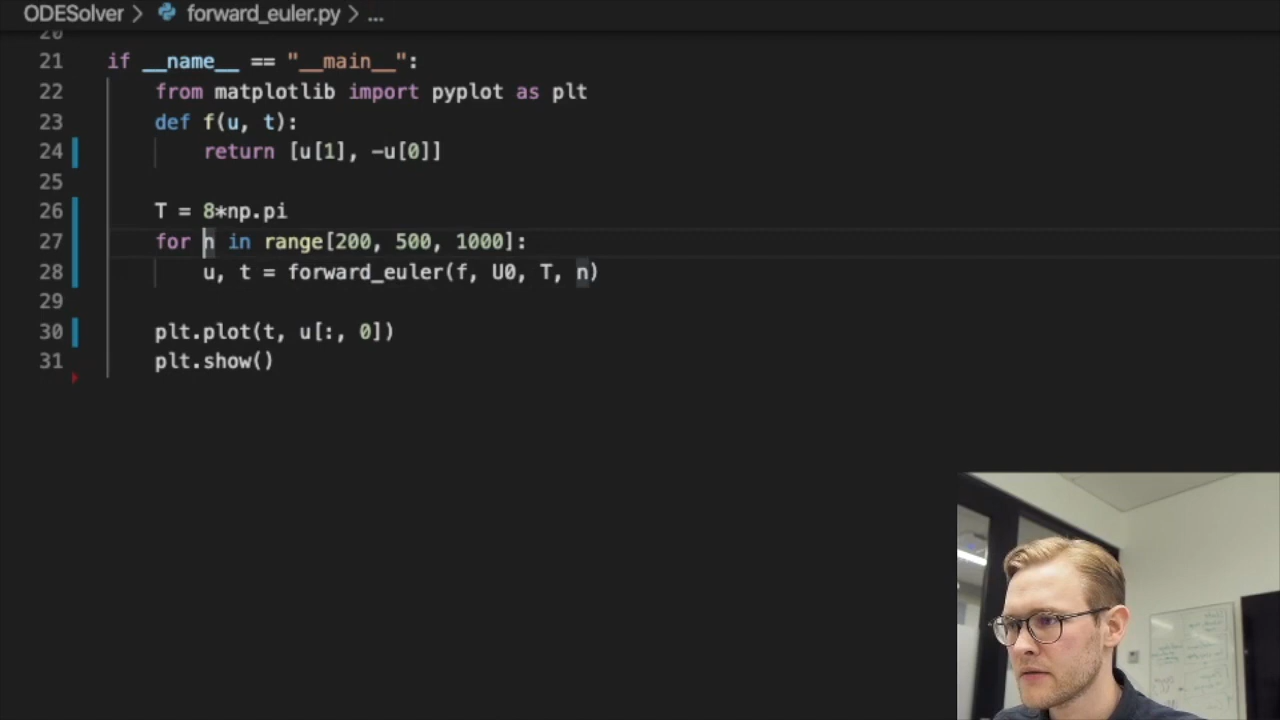 ODESolver > forward_euler.py > ...
20
21 if __name__ == "__main__":
22 from matplotlib import pyplot as plt
23 def f(u, t):
24 return [u[1], -u[0]]
25
26 T = 8*np.pi
27 for n in range[200, 500, 1000]:
28 u, t = forward_euler(f, U0, T, n)
29
30 plt.plot(t, u[:, 0])
31 plt.show()